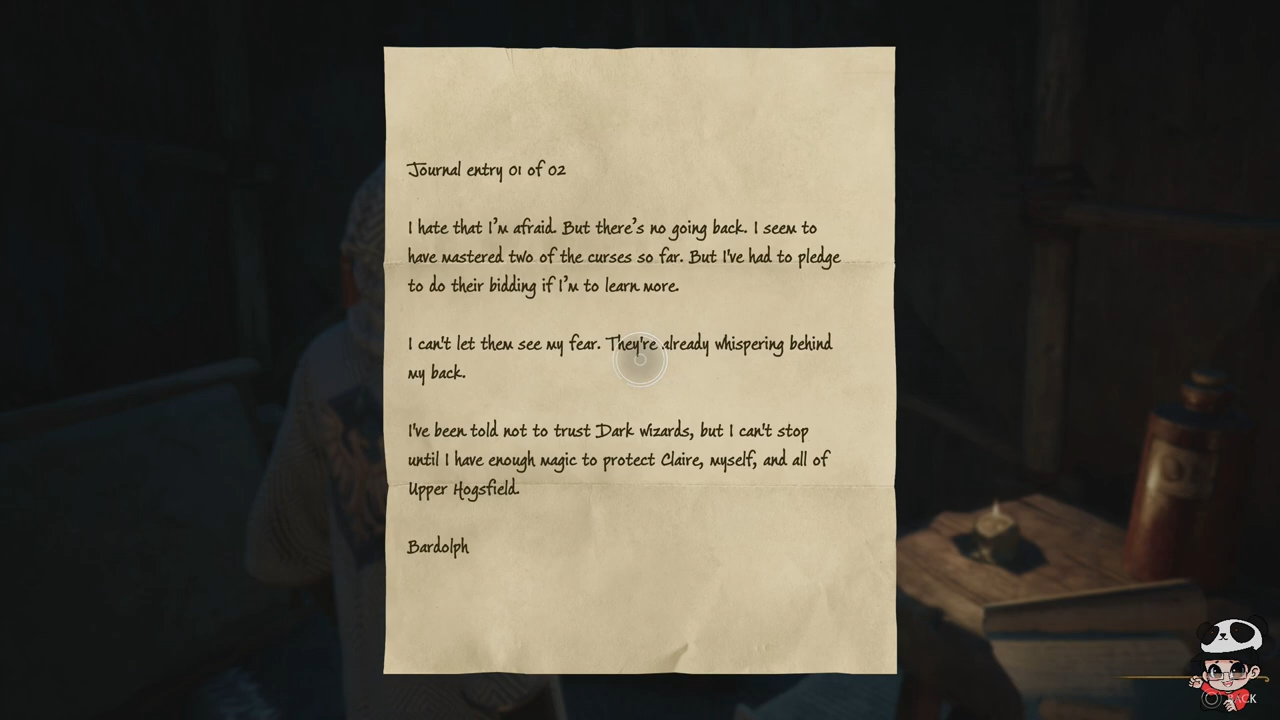 Journal entry 01 of 02
I hate that I'm afraid. But there's no going back. I seem to
have mastered two of the curses so far. But I've had to pledge
to do their bidding if I'm to learn more.
I can't let them see my fear. They're already whispering behind
my back.
I've been told not to trust Dark Wizards, but I can't stop
until I have enough magic to protect Claire, myself, and all of
Upper Hogsfield.
Bardolph
BACK